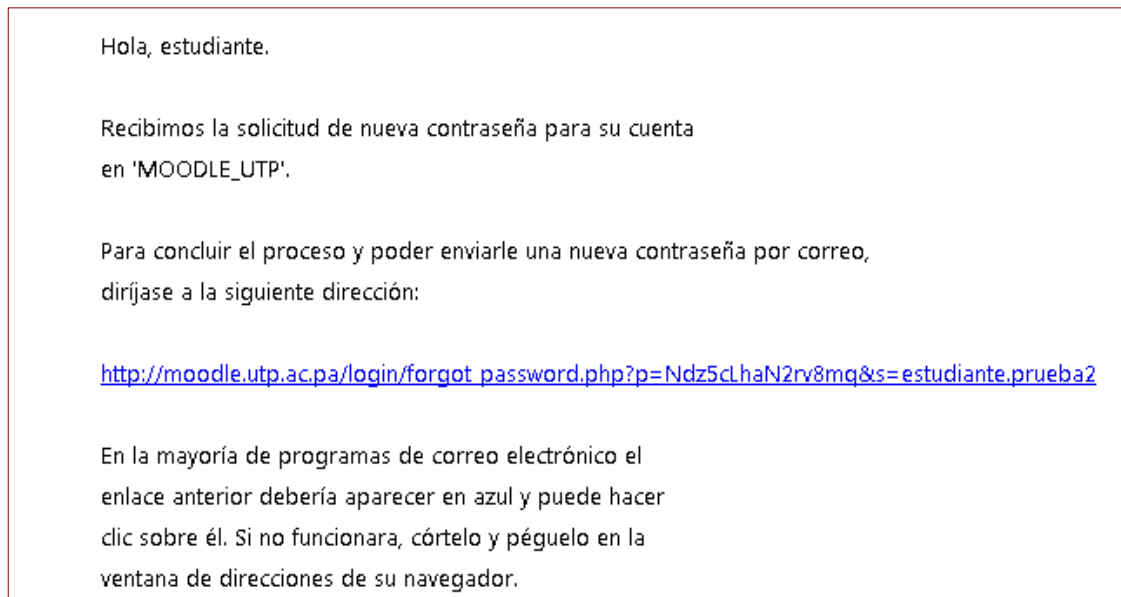 Hola, estudiante.
Recibimos la solicitud de nueva contraseña para su cuenta
en 'MOODLE_UTP'.
Para concluir el proceso y poder enviarle una nueva contraseña por correo,
diríjase a la siguiente dirección:
http://moodle.utp.ac.pa/login/forgot_password.php?p=Ndz5cLhaN2rv8mq&s=estudiante.prueba2
En la mayoría de programas de correo electrónico el
enlace anterior debería aparecer en azul y puede hacer
clic sobre él. Si no funcionara, córtelo y péguelo en la
ventana de direcciones de su navegador.